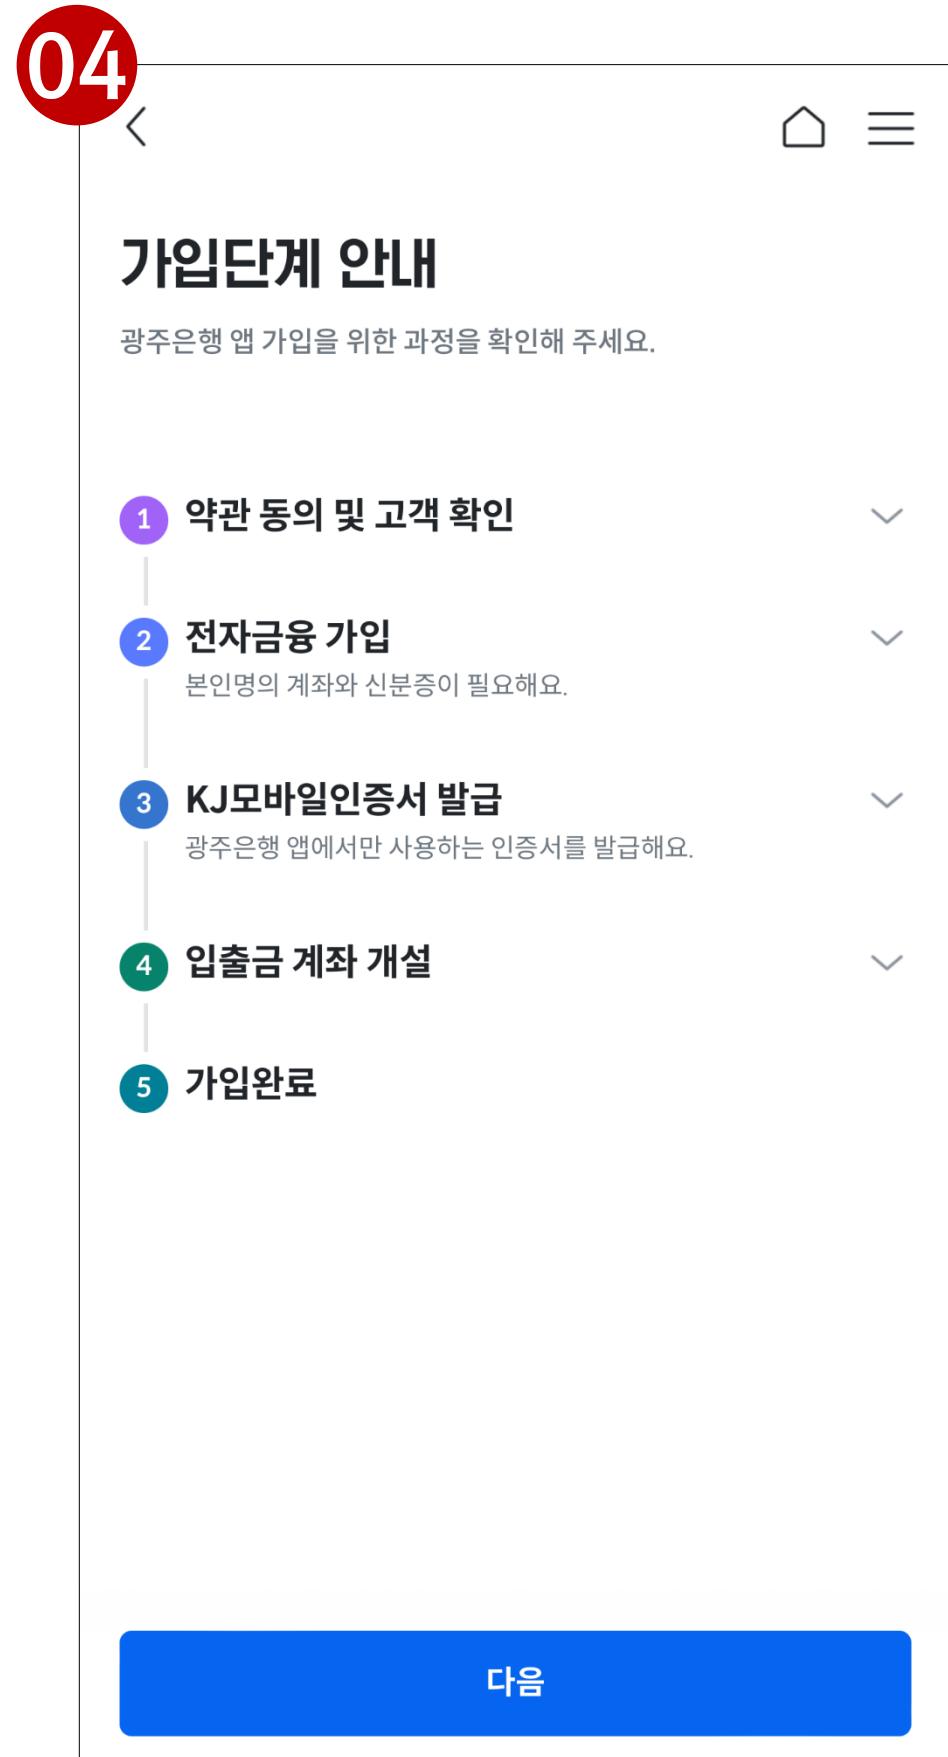 04
가입단계 안내
광주은행 앱 가입을 위한 과정을 확인해 주세요.
1 약관 동의 및 고객 확인
2 전자금융 가입
본인명의 계좌와 신분증이 필요해요.
3 KJ모바일인증서 발급
광주은행 앱에서만 사용하는 인증서를 발급해요.
4 입출금 계좌 개설
5 가입완료
다음